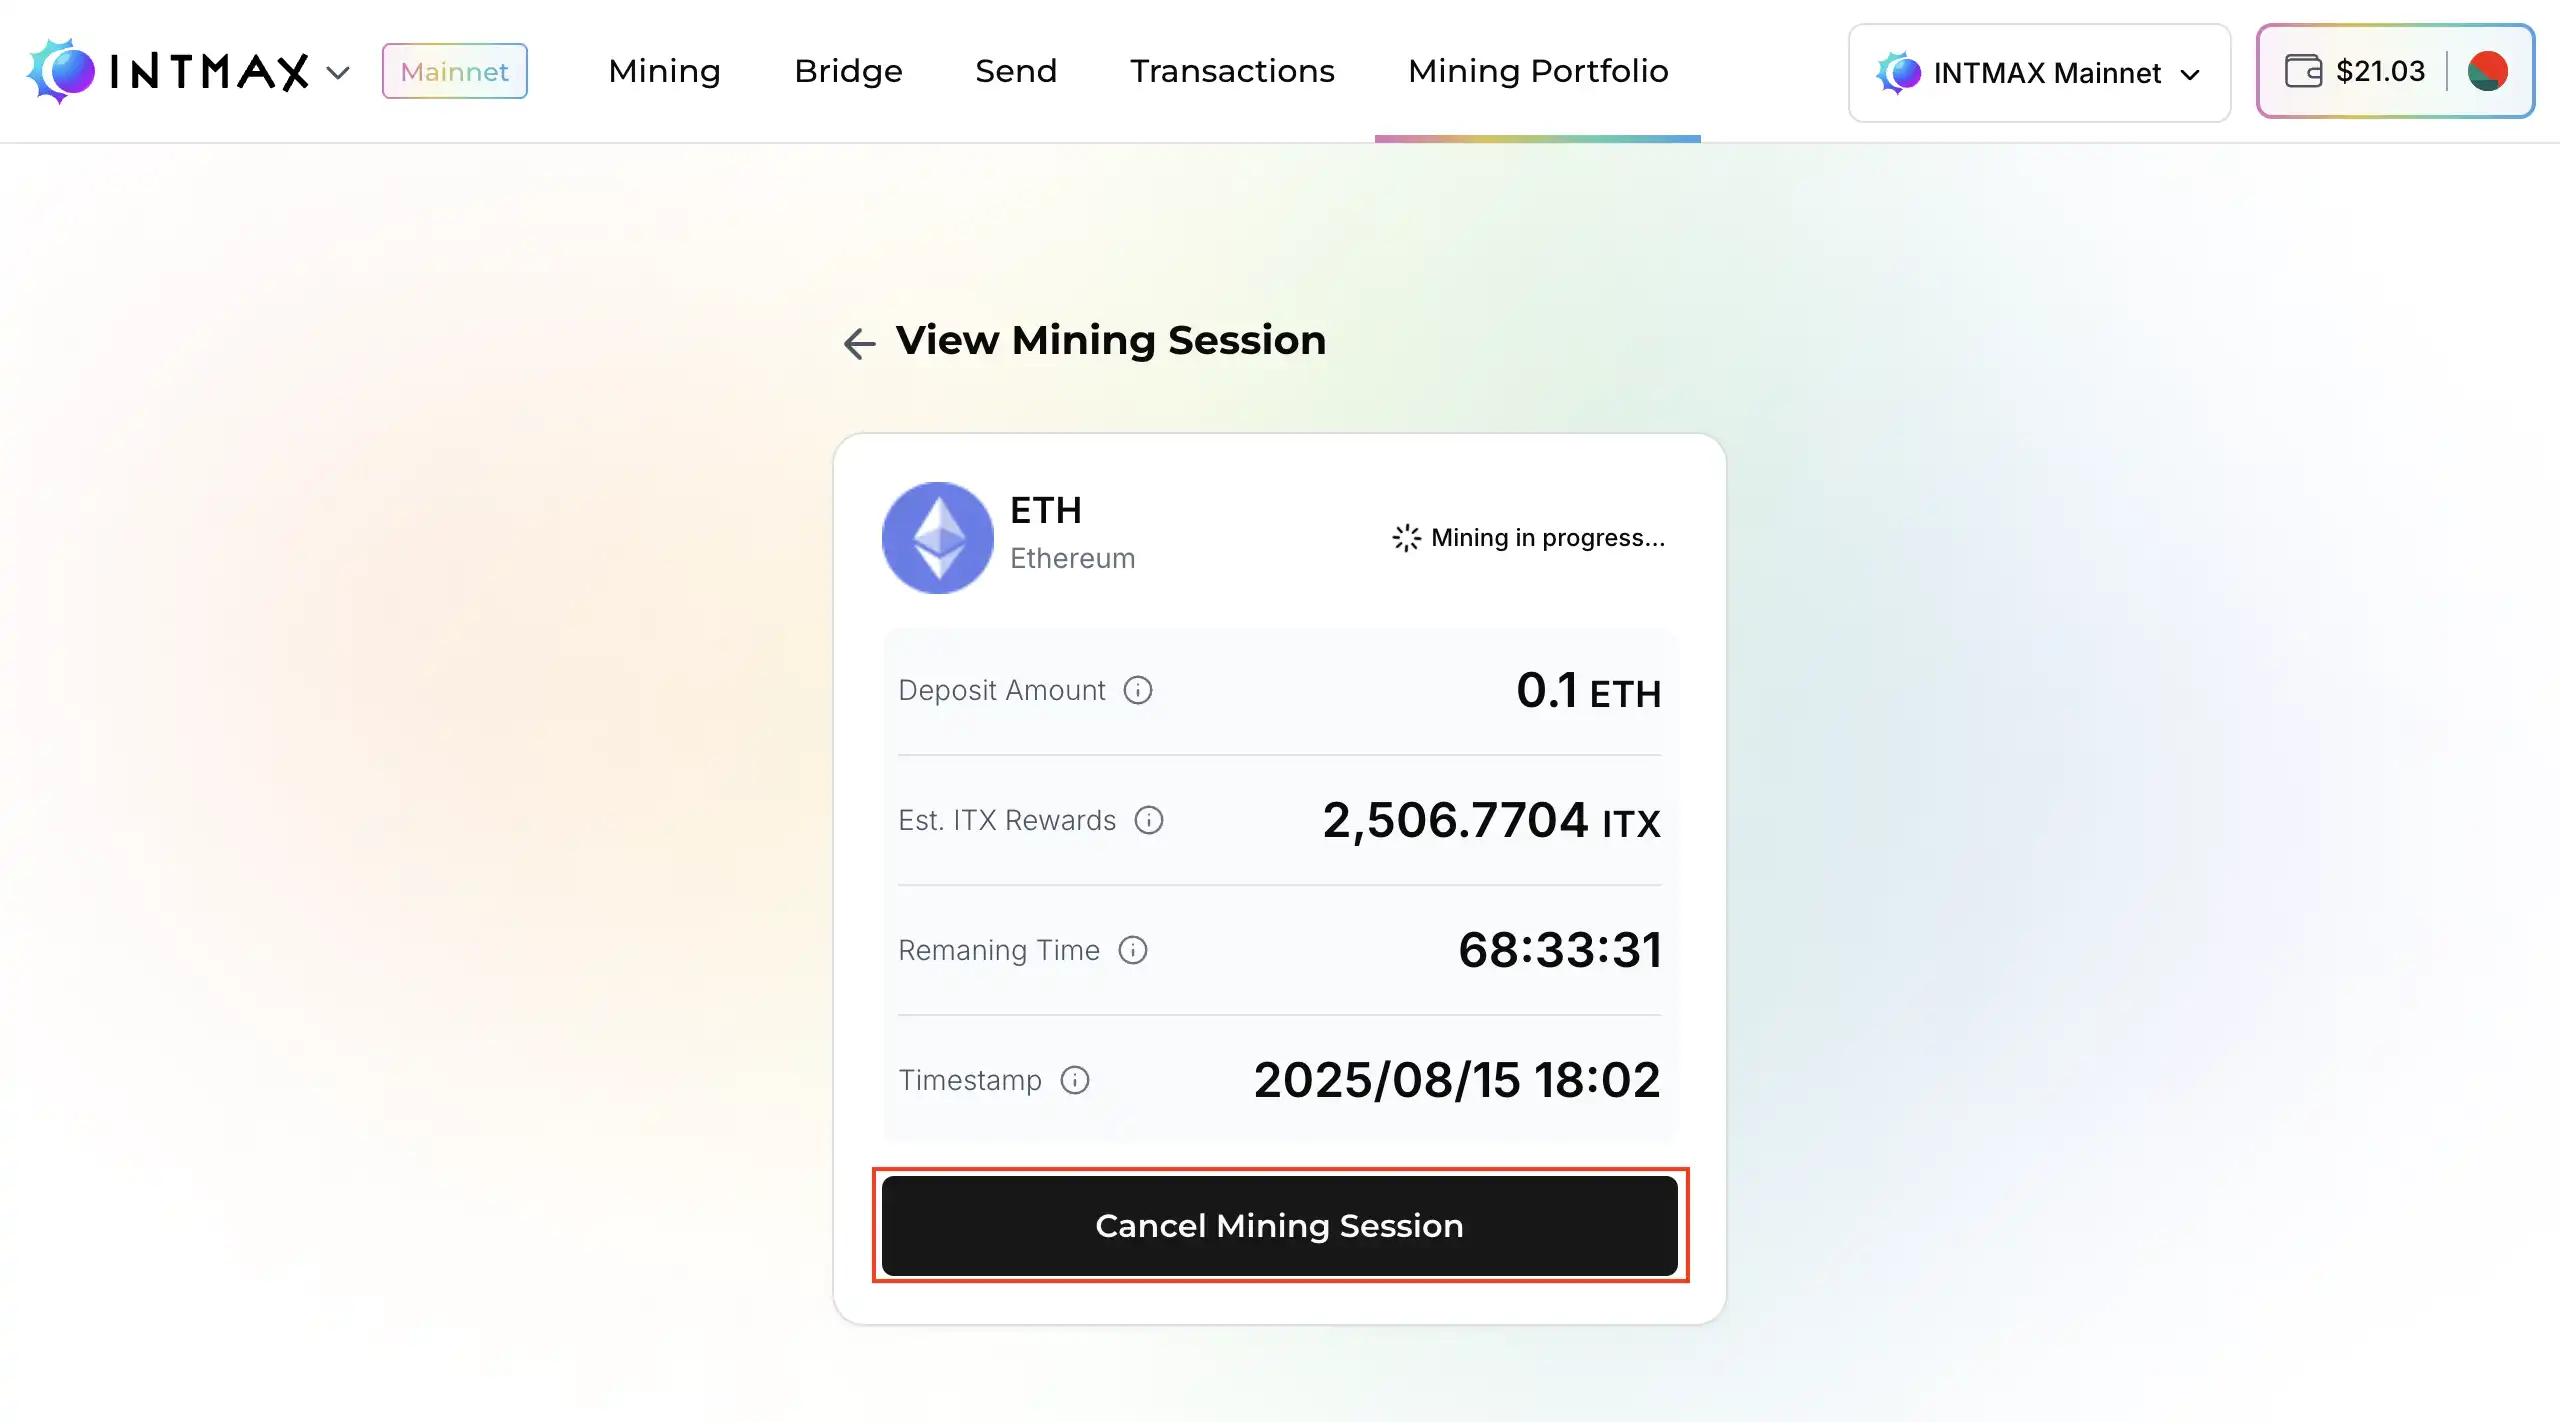 INTMAX Mainnet Mining Bridge Send Transactions Mining Portfolio INTMAX Mainnet $21.03
View Mining Session
ETH
Ethereum
Mining in progress...
Deposit Amount 0.1 ETH
Est. ITX Rewards 2,506.7704 ITX
Remaning Time 68:33:31
Timestamp 2025/08/15 18:02
Cancel Mining Session